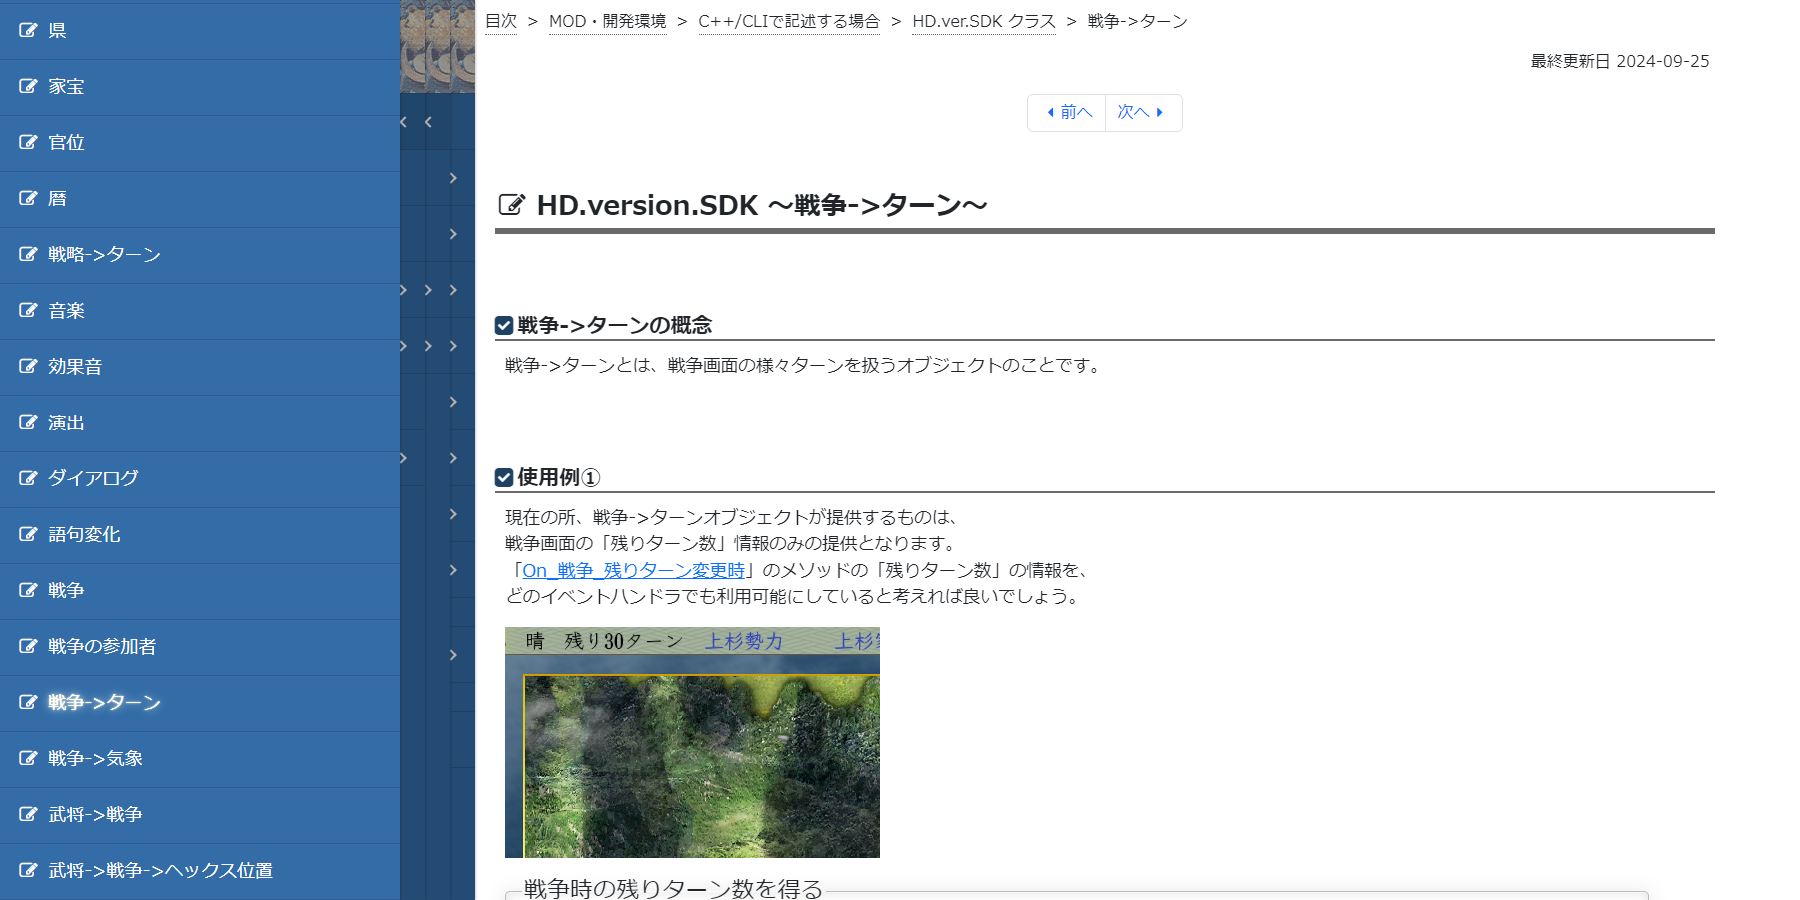 県
家宝
官位
暦
戦略->ターン
音楽
効果音
演出
ダイアログ
語句変化
戦争
戦争の参加者
戦争->ターン
戦争->気象
武将->戦争
武将->戦争->ヘックス位置
目次 > MOD・開発環境 > C++/CLIで記述する場合 > HD.ver.SDK クラス > 戦争->ターン
最終更新日 2024-09-25
前へ 次へ
HD.version.SDK ～戦争->ターン～
戦争->ターンの概念
戦争->ターンとは、戦争画面の様々ターンを扱うオブジェクトのことです。
使用例①
現在の所、戦争->ターンオブジェクトが提供するものは、
戦争画面の「残りターン数」情報のみの提供となります。
「On_戦争_残りターン変更時」のメソッドの「残りターン数」の情報を、
どのイベントハンドラでも利用可能にしていると考えれば良いでしょう。
晴 残り30ターン 上杉勢力 上杉
戦争時の残りターン数を得る